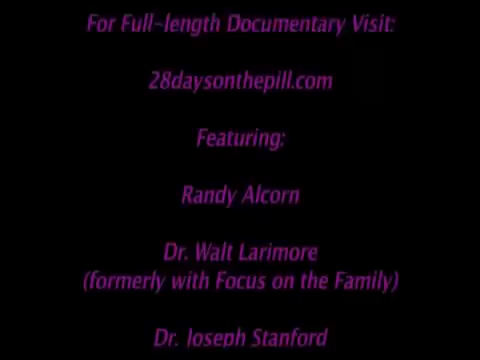 For Full-length Documentary Visit:
28daysonthepill.com
Featuring:
Randy Alcorn
Dr. Walt Larimore
(formerly with Focus on the Family)
Dr. Joseph Stanford